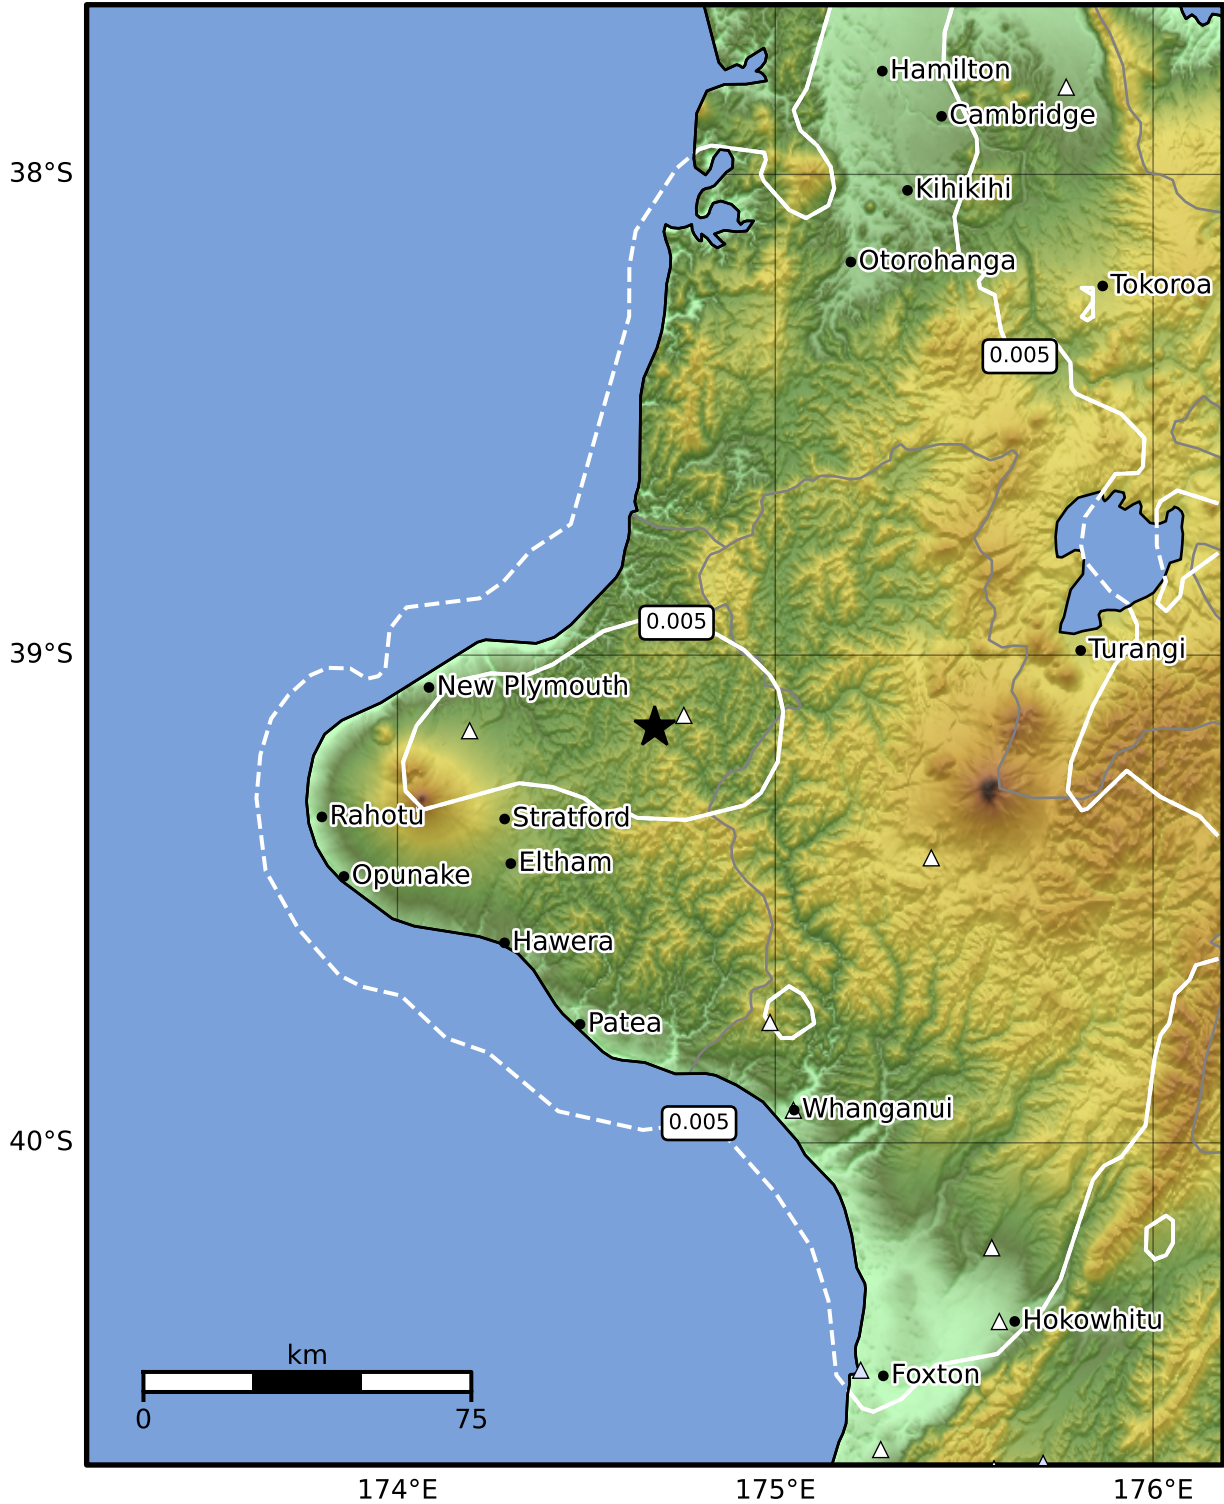 Hamilton
Cambridge
38°S
Kihikihi
Otorohanga
Tokoroa
0.005
0.005
39°S
Turangi
New Plymouth
Rahotu
Stratford
Eltham
Opunake
Hawera
Patea
Whanganui
0.005
40°S
Hokowhitu
km
Foxton
0
75
174°E
175°E
176°E